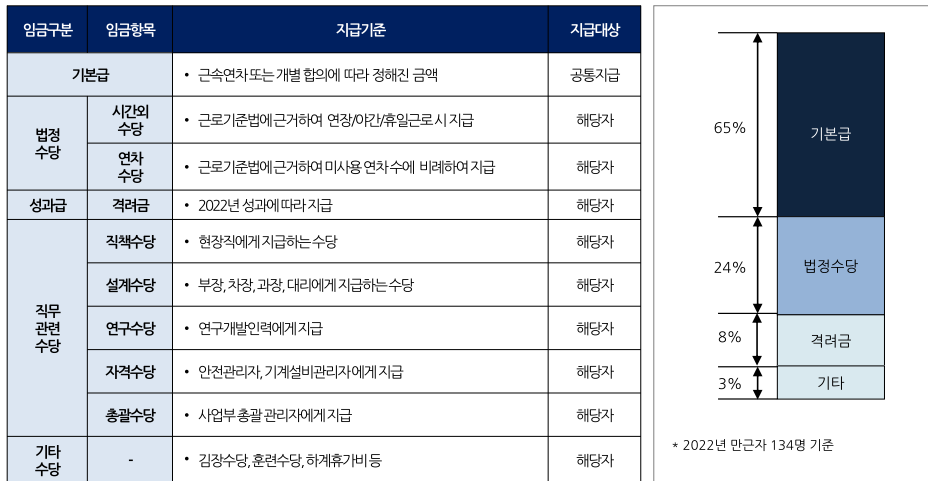 임금구분 임금항목 지급기준 지급대상
기본급 • 근속연차 또는 개별 합의에 따라 정해진 금액 공통지급
법정
수당
시간외
수당
• 근로기준법에 근거하여 연장/야간/휴일근로 시 지급 해당자
연차
수당
• 근로기준법에 근거하여 미사용 연차 수에 비례하여 지급 해당자
성과급 격려금 • 2022년 성과에 따라 지급 해당자
직무
관련
수당
직책수당 • 현장직에게 지급하는 수당 해당자
설계수당 • 부장, 차장, 과장, 대리에게 지급하는 수당 해당자
연구수당 • 연구개발인력에게 지급 해당자
자격수당 • 안전관리자, 기계설비관리자에게 지급 해당자
총괄수당 • 사업부 총괄 관리자에게 지급 해당자
기타
수당
- • 김장수당, 훈련수당, 하계휴가비 등 해당자
65% 기본급
24% 법정수당
8% 격려금
3% 기타
* 2022년 만근자 134명 기준